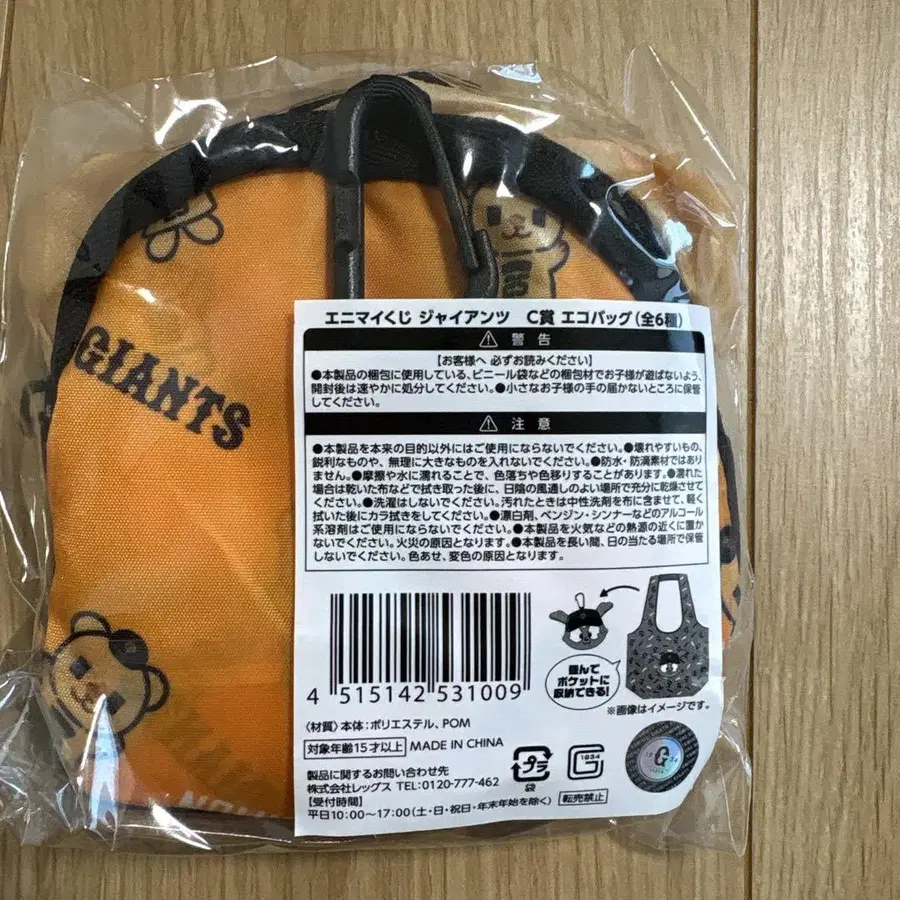 GIANTS
エニマイくじ ジャイアンツ C賞 エコバッグ(全6種)
警告
【お客様へ 必ずお読みください】
●本製品の梱包に使用している、ビニール袋などの梱包材でお子様が遊ばないよう、
開封後は速やかに処分してください。●小さなお子様の手の届かないところに保管
してください。
注意
●本製品を本来の目的以外にはご使用にならないでください。●壊れやすいもの、
鋭利なものや、無理に大きなものを入れないでください。●防水・防滴素材ではあり
ません。●摩擦や水に濡れることで、色落ちや色移りすることがあります。●濡れた
場合は乾いた布などで拭き取った後に、日陰の風通しのよい場所で充分に乾燥させ
てください。●洗濯はしないでください。汚れたときは中性洗剤を布に含ませて、軽く
拭いた後にカラ拭きをしてください。●漂白剤、ベンジン・シンナーなどのアルコール
系溶剤はご使用にならないでください。●本製品を火気などの熱源の近くに置か
ないでください。火災の原因となります。●本製品を長い間、日の当たる場所で保管
しないでください。色あせ、変色の原因となります。
畳んで
ポケットに
収納できる!
※画像はイメージです。
4 515142 531009
〈材質〉本体:ポリエステル、POM
対象年齢15才以上 MADE IN CHINA
製品に関するお問い合わせ先
株式会社レッグス TEL:0120-777-462
【受付時間】
平日10:00~17:00(土・日・祝日・年末年始を除く)
プラ
袋
1934
G
転売禁止
G